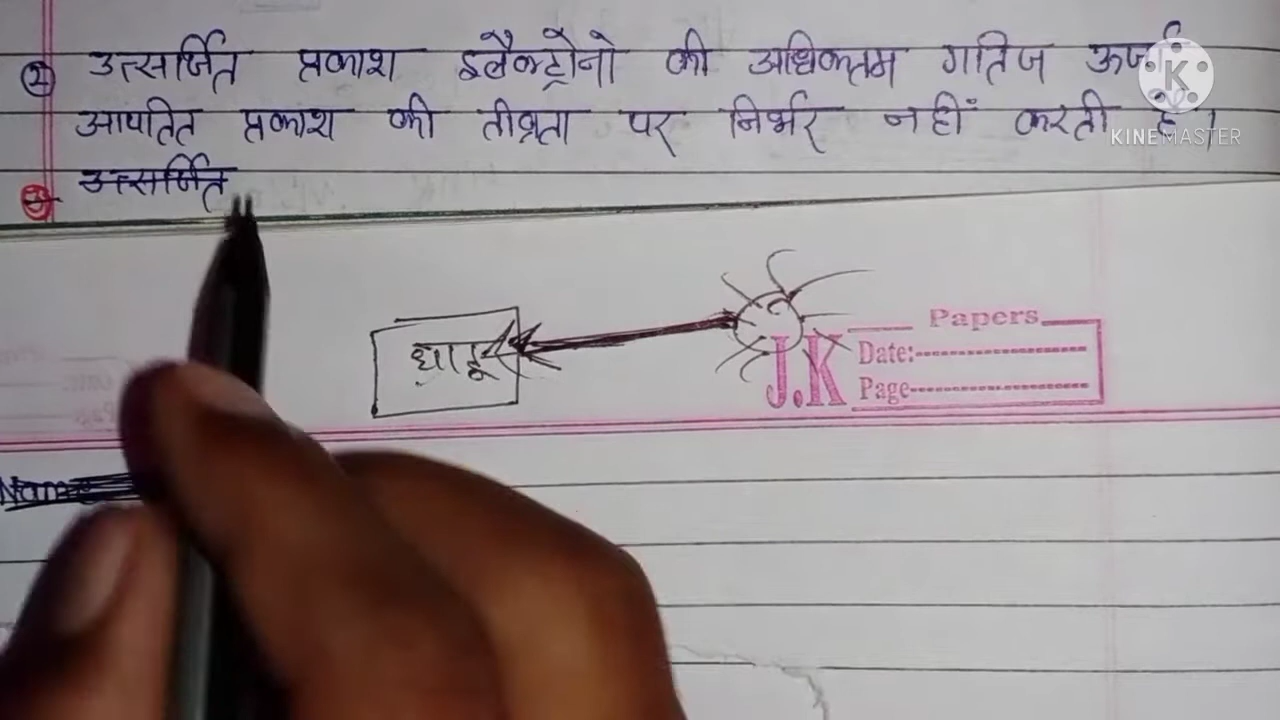 ② उत्सर्जित प्रकाश इलैक्ट्रौनो की अधिकतम गतिज ऊर्जा
आपतित प्रकाश की तीव्रता पर निर्भर नहीं करती है।
③ उत्सर्जित
K
KINEMASTER
धातू
J.K
Papers
Date:
Page